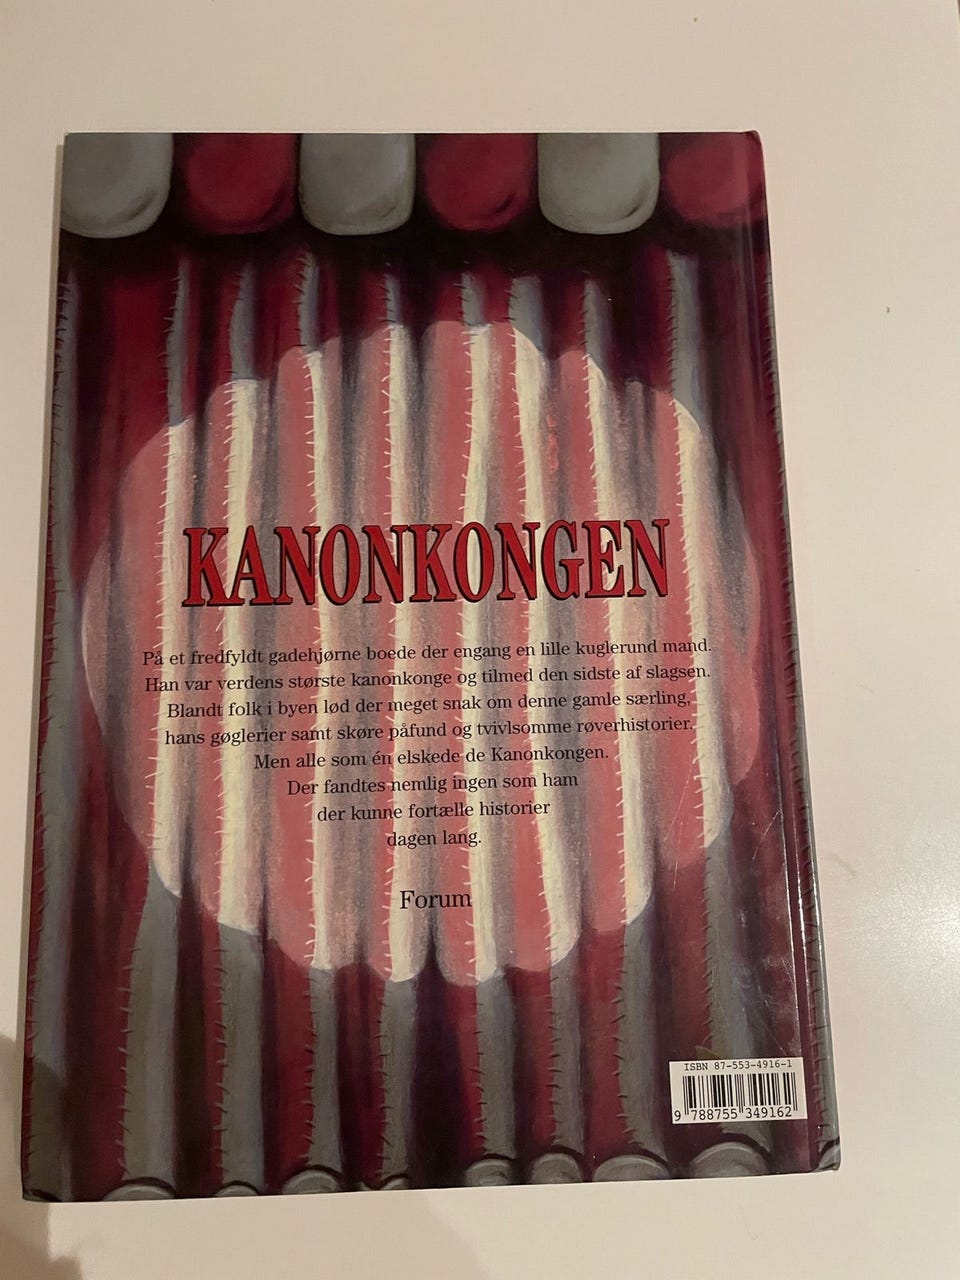 KANONKONGEN
På et fredfyldt gadehjørne boede der engang en lille kuglerund mand.
Han var verdens største kanonkonge og tilmed den sidste af slagsen.
Blandt folk i byen lød der meget snak om denne gamle særling,
hans gøglerier samt skøre påfund og tvivlsomme røverhistorier.
Men alle som én elskede de Kanonkongen.
Der fandtes nemlig ingen som ham
der kunne fortælle historier
dagen lang.
Forum
ISBN 87-553-4916-1
9 788755 349162